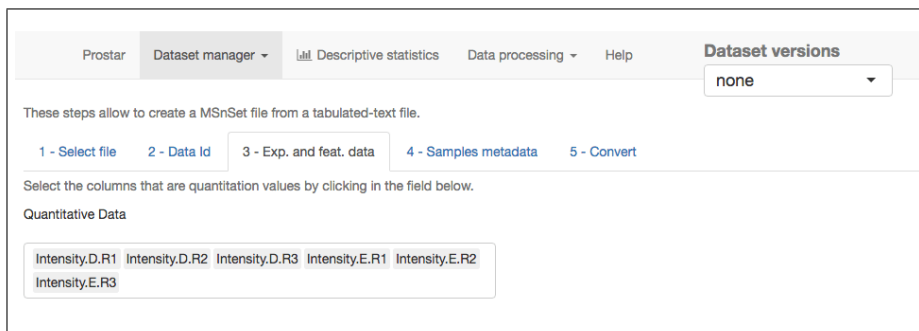 Prostar Dataset manager Descriptive statistics Data processing Help Dataset versions
none
These steps allow to create a MSnSet file from a tabulated-text file.
1 - Select file 2 - Data Id 3 - Exp. and feat. data 4 - Samples metadata 5 - Convert
Select the columns that are quantitation values by clicking in the field below.
Quantitative Data
Intensity.D.R1 Intensity.D.R2 Intensity.D.R3 Intensity.E.R1 Intensity.E.R2
Intensity.E.R3